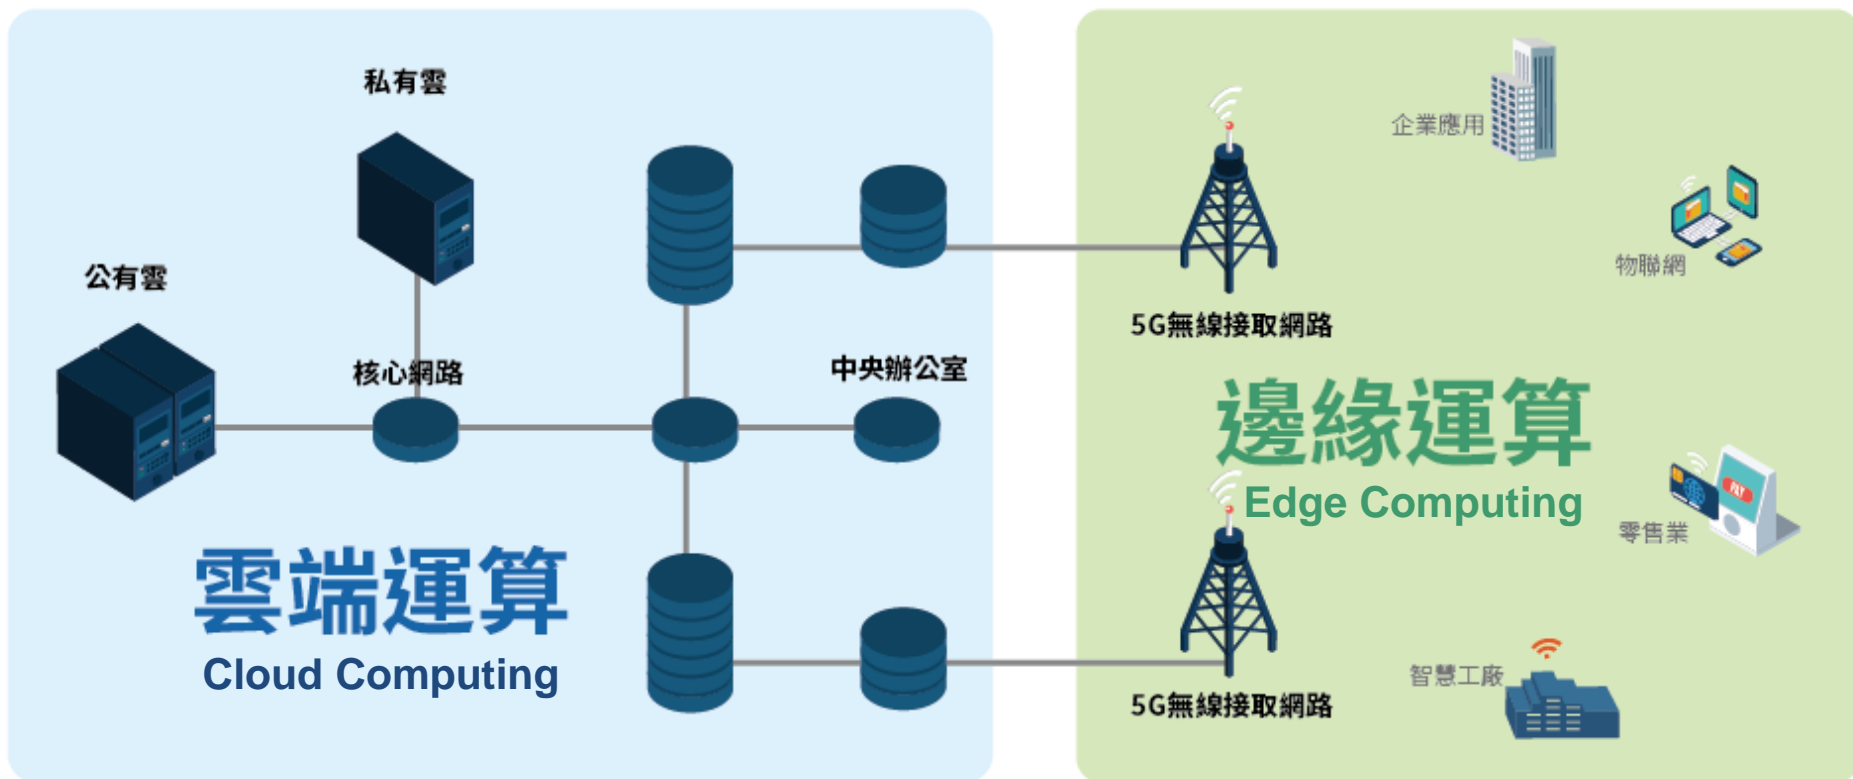 私有雲
公有雲
核心網路
中央辦公室
雲端運算
Cloud Computing
企業應用
物聯網
5G無線接取網路
邊緣運算
Edge Computing
零售業
PAY
智慧工廠
5G無線接取網路